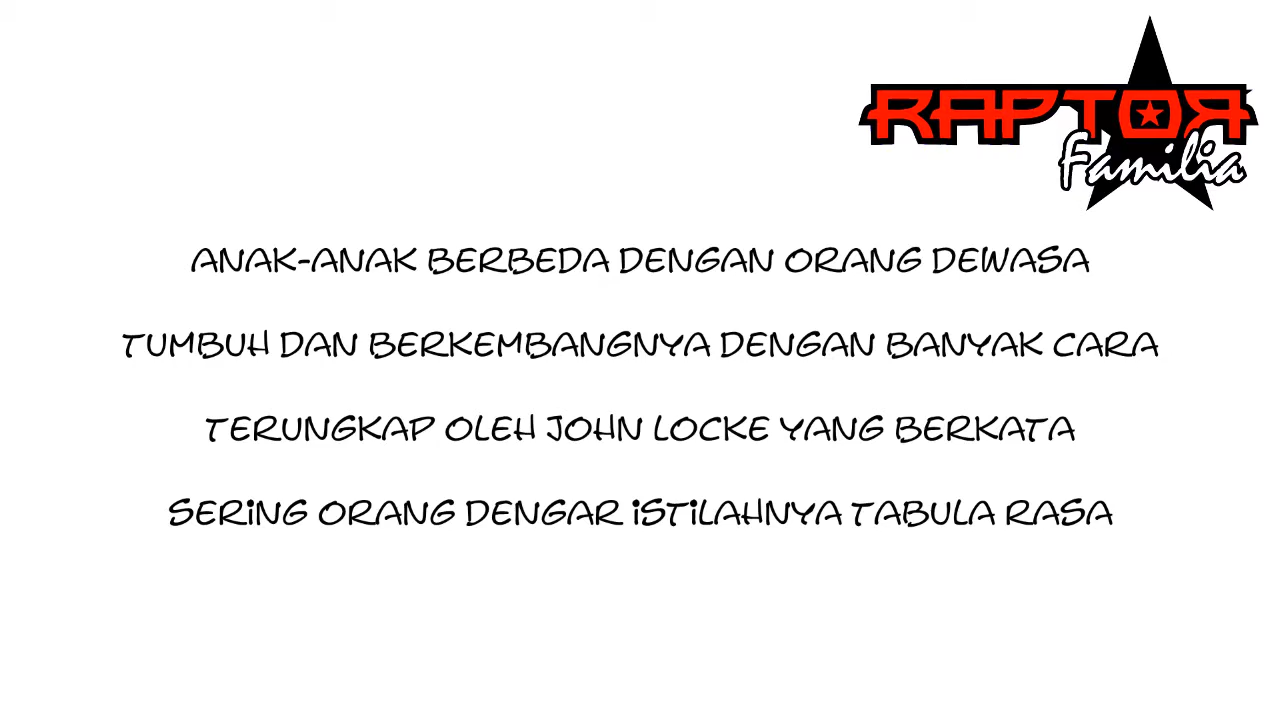 RAPTOR
Familia
ANAK-ANAK BERBEDA DENGAN ORANG DEWASA
TUMBUH DAN BERKEMBANGNYA DENGAN BANYAK CARA
TERUNGKAP OLEH JOHN LOCKE YANG BERKATA
SERiNG ORANG DENGAR iSTiLAHNYA TABULA RASA